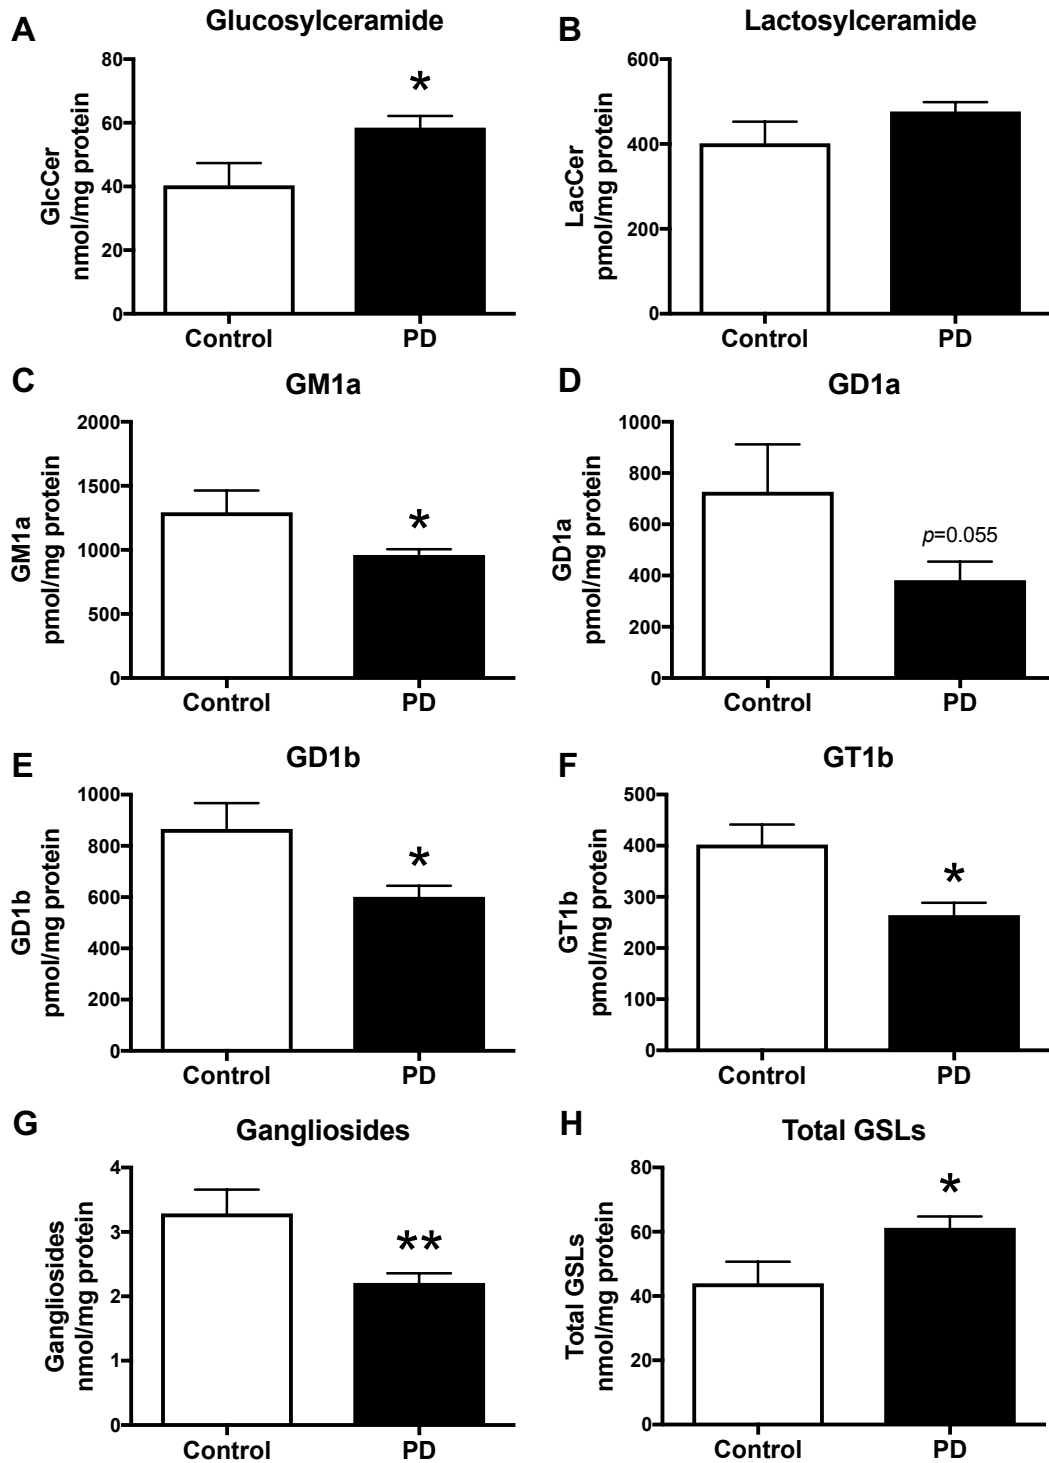 A
Glucosylceramide
GlcCer
nmol/mg protein
80
60
40
20
0
*
Control
PD
B
Lactosylceramide
LacCer
pmol/mg protein
600
400
200
0
Control
PD
C
GM1a
GM1a
pmol/mg protein
2000
1500
1000
500
0
*
Control
PD
D
GD1a
GD1a
pmol/mg protein
1000
800
600
400
200
0
p=0.055
Control
PD
E
GD1b
GD1b
pmol/mg protein
1000
800
600
400
200
0
*
Control
PD
F
GT1b
GT1b
pmol/mg protein
500
400
300
200
100
0
*
Control
PD
G
Gangliosides
Gangliosides
nmol/mg protein
4
3
2
1
0
**
Control
PD
H
Total GSLs
Total GSLs
nmol/mg protein
80
60
40
20
0
*
Control
PD